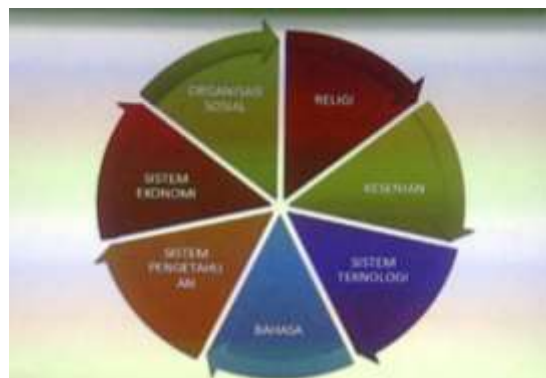 RELIGI
KESENIAN
SISTEM
TEKNOLOGI
BAHASA
SISTEM
PENGETAHU
AN
SISTEM
EKONOMI
ORGANISASI
SOSIAL